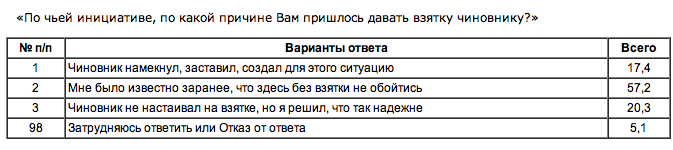 «По чьей инициативе, по какой причине Вам пришлось давать взятку чиновнику?»
№ п/п Варианты ответа Всего
1 Чиновник намекнул, заставил, создал для этого ситуацию 17,4
2 Мне было известно заранее, что здесь без взятки не обойтись 57,2
3 Чиновник не настаивал на взятке, но я решил, что так надежне 20,3
98 Затрудняюсь ответить или Отказ от ответа 5,1